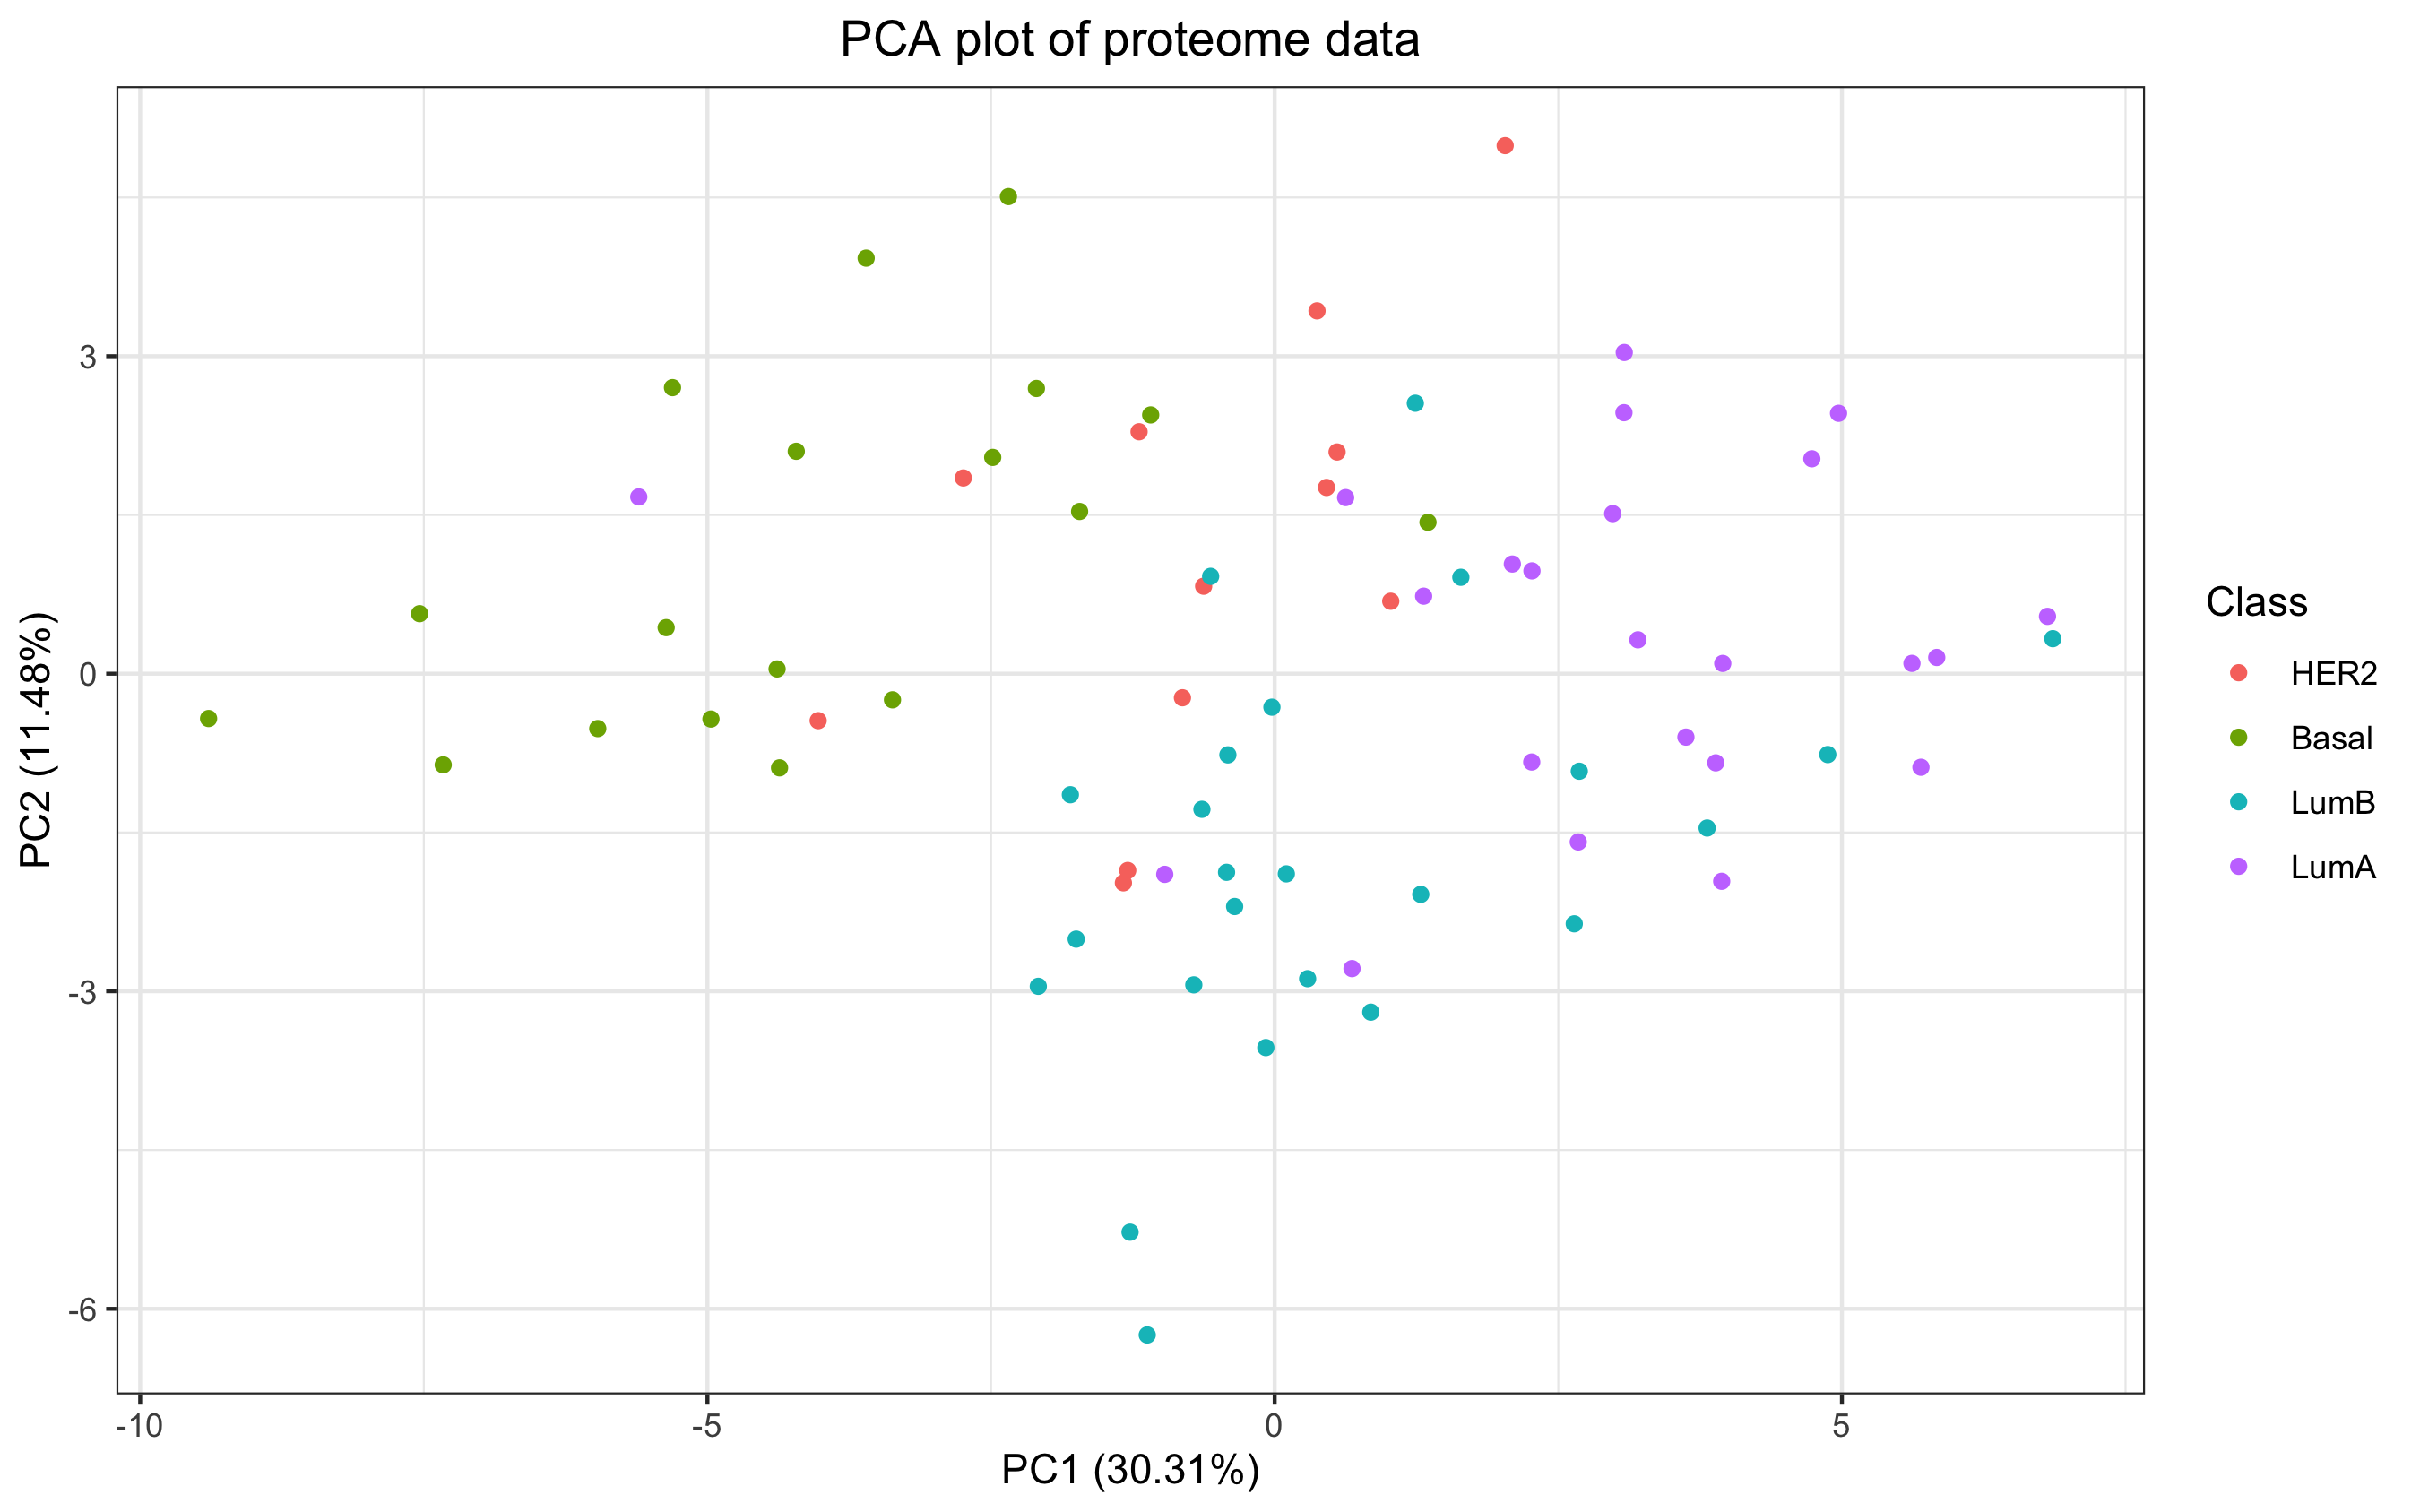 PCA plot of proteome data
PC2 (11.48%)
3
0
-3
-6
-10
-5
0
5
PC1 (30.31%)
Class
HER2
Basal
LumB
LumA